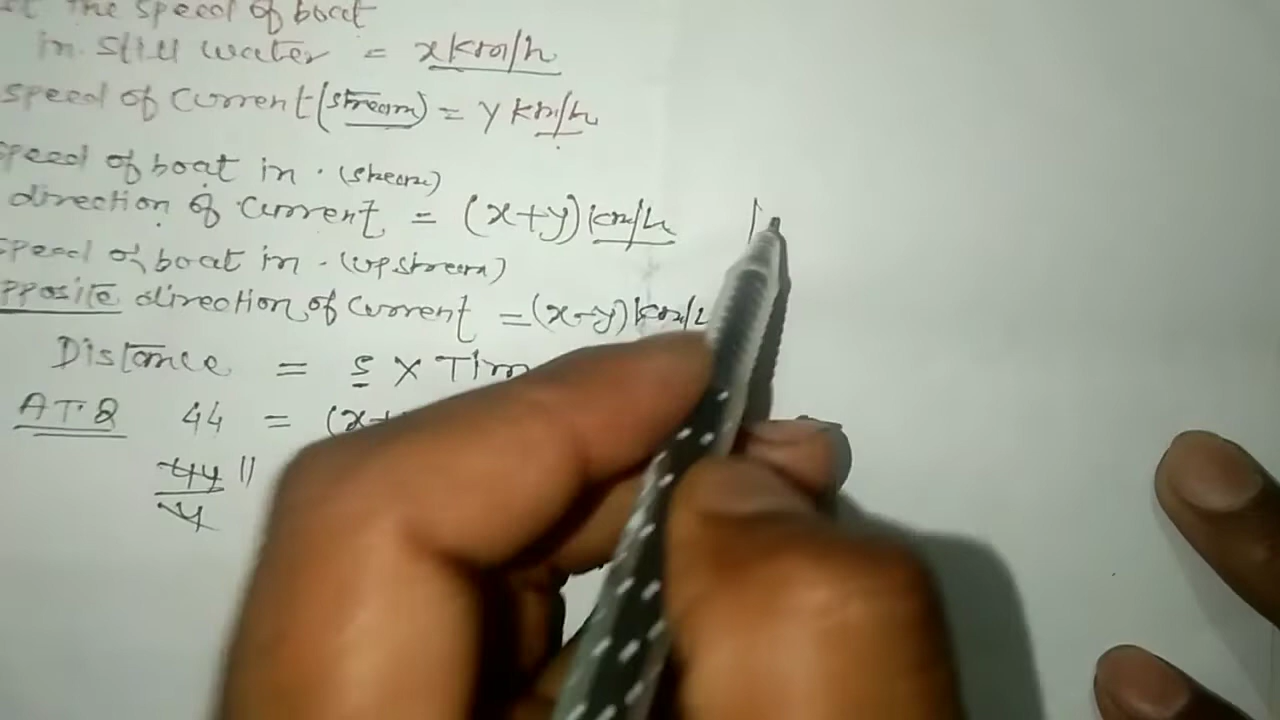 the speed of boat
in still water = x km/h
speed of current (stream) = y km/h
speed of boat in (stream)
direction of current = (x+y) km/h
speed of boat in (upstream)
opposite direction of current = (x-y) km/h
Distance = S × Tim
ATQ 44 = (x+
44 11
4